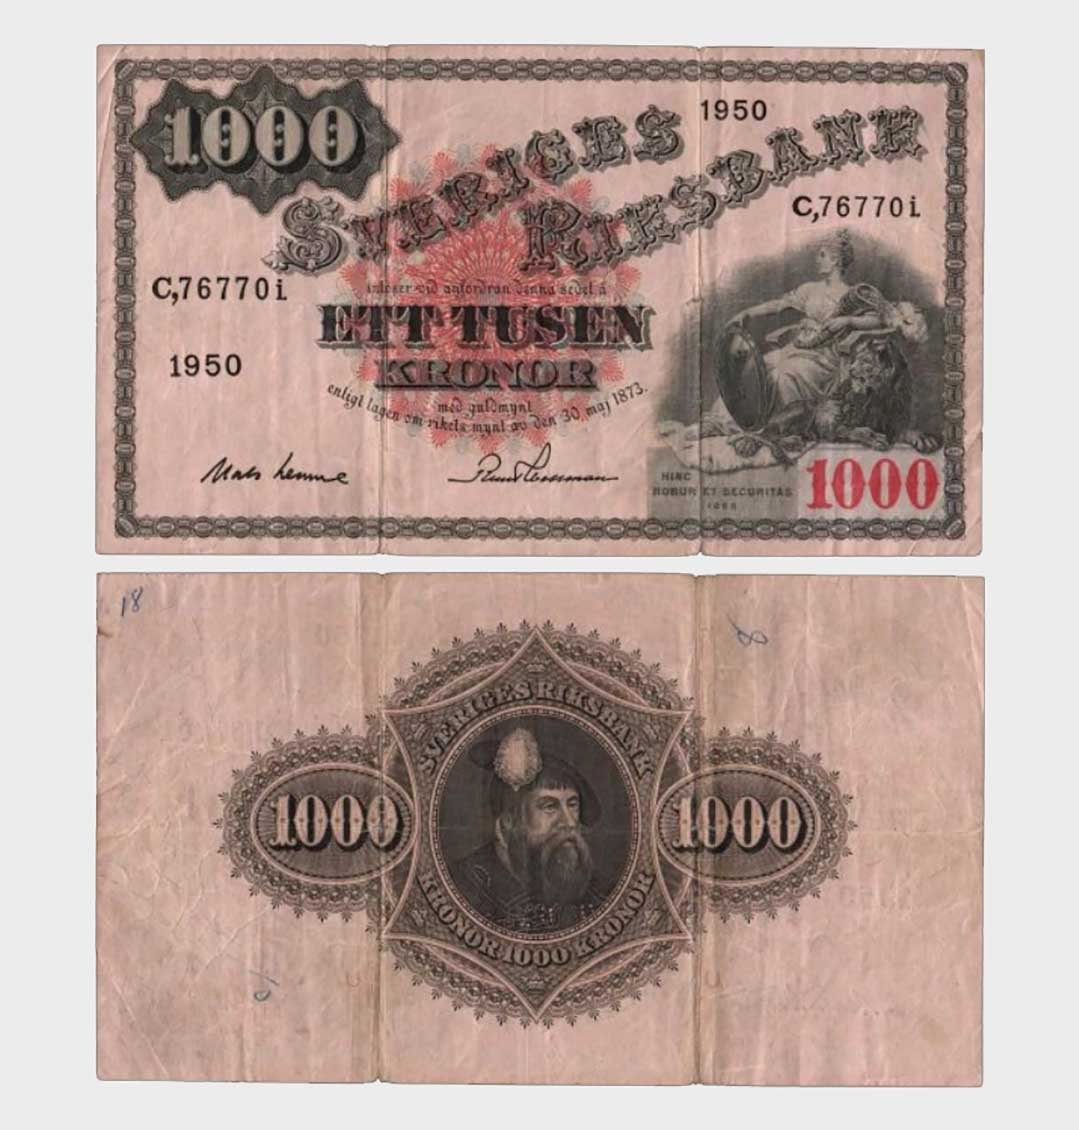 1000
SVERIGES RIKSBANK
1950
C,76770i.
C,76770i.
inlöser vid anfordran denna sedel å
ETT TUSEN
KRONOR
1950
med guldmynt
enligt lagen om rikets mynt av den 30 maj 1873.
HINC
ROBUR ET SECURITAS
1668
1000
18
8
SVERIGES RIKSBANK
1000
1000
KRONOR 1000 KRONOR